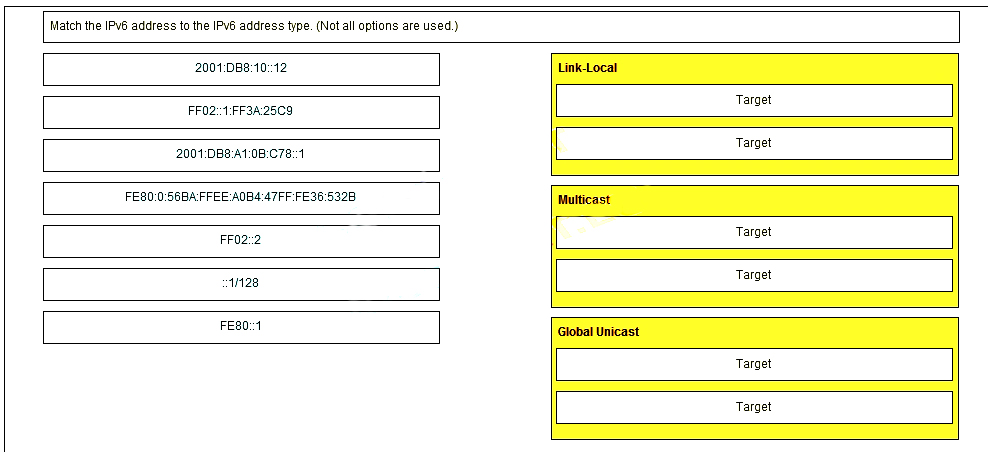 Match the IPv6 address to the IPv6 address type. (Not all options are used.)
2001:DB8:10::12
FF02::1:FF3A:25C9
2001:DB8:A1:0B:C78::1
FE80:0:56BA:FFEE:A0B4:47FF:FE36:532B
FF02::2
::1/128
FE80::1
Link-Local
Target
Target
Multicast
Target
Target
Global Unicast
Target
Target